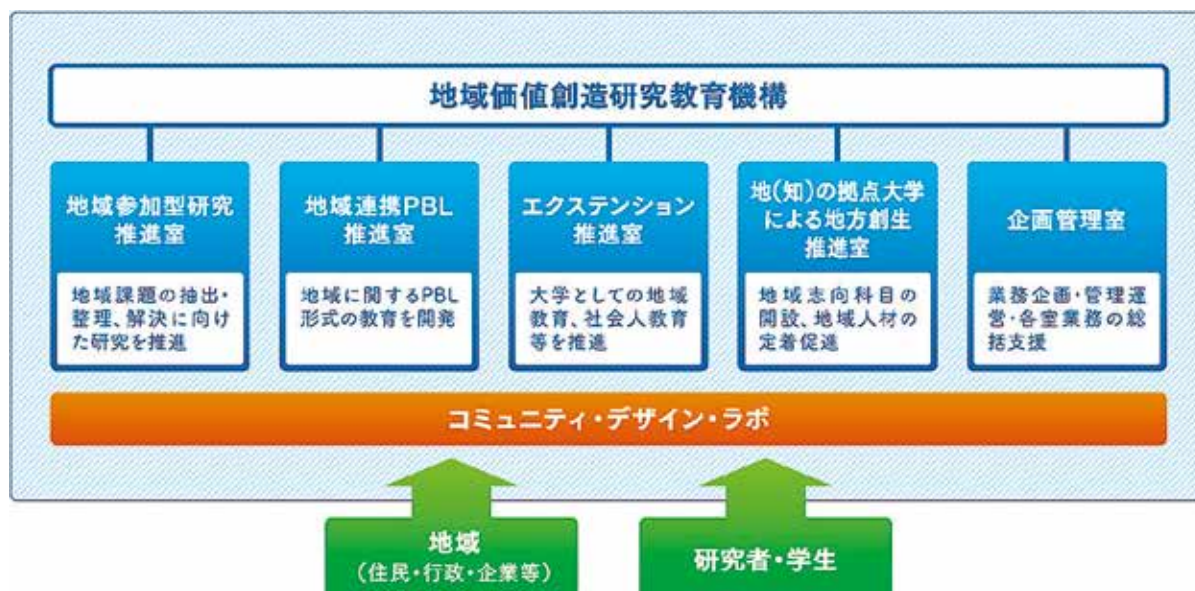 地域価値創造研究教育機構
地域参加型研究
推進室
地域課題の抽出・
整理、解決に向け
た研究を推進
地域連携PBL
推進室
地域に関するPBL
形式の教育を開発
エクステンション
推進室
大学としての地域
教育、社会人教育
等を推進
地(知)の拠点大学
による地方創生
推進室
地域志向科目の
開設、地域人材の
定着促進
企画管理室
業務企画・管理運
営・各室業務の総
括支援
コミュニティ・デザイン・ラボ
地域
(住民・行政・企業等)
研究者・学生